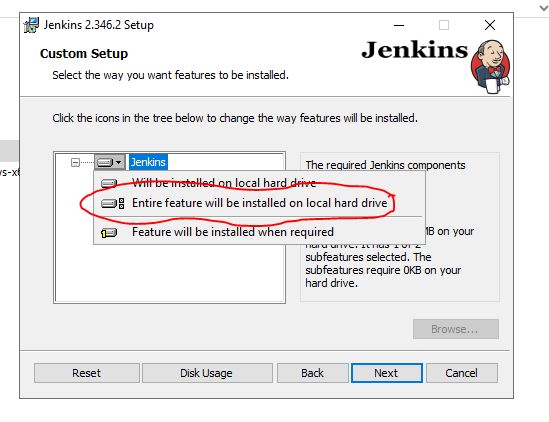 Jenkins 2.346.2 Setup
Custom Setup
Select the way you want features to be installed.
Jenkins
Click the icons in the tree below to change the way features will be installed.
Jenkins
The required Jenkins components
Will be installed on local hard drive
Entire feature will be installed on local hard drive
Feature will be installed when required
MB on your
hard drive. It has 1 of 2
subfeatures selected. The
subfeatures require 0KB on your
hard drive.
Browse...
Reset
Disk Usage
Back
Next
Cancel